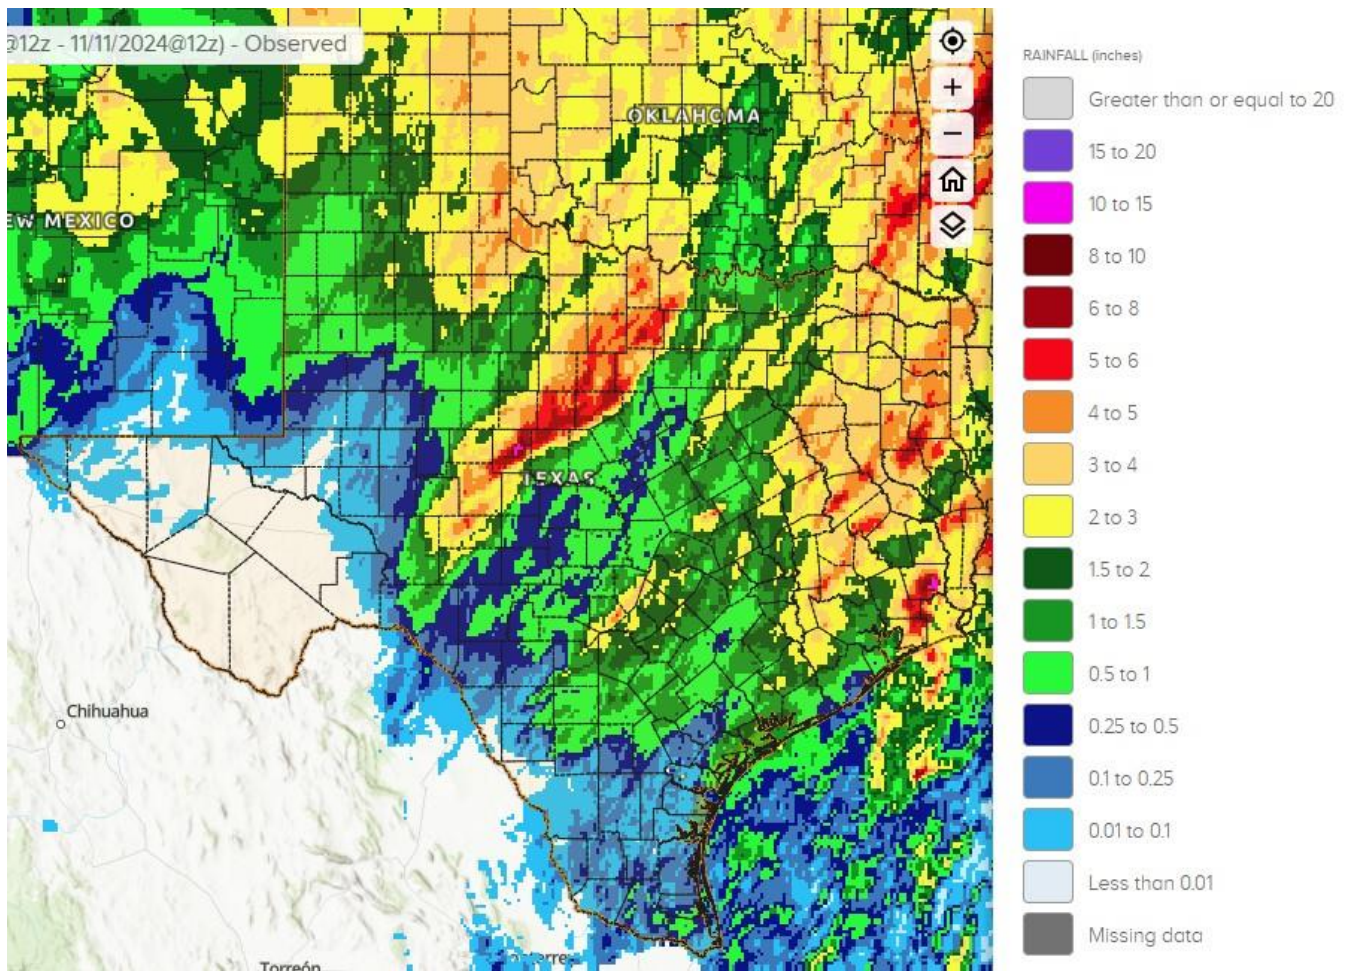 @12z - 11/11/2024@12z) - Observed
OKLAHOMA
EW MEXICO
TEXAS
Chihuahua
Torreón
+
−
RAINFALL (inches)
Greater than or equal to 20
15 to 20
10 to 15
8 to 10
6 to 8
5 to 6
4 to 5
3 to 4
2 to 3
1.5 to 2
1 to 1.5
0.5 to 1
0.25 to 0.5
0.1 to 0.25
0.01 to 0.1
Less than 0.01
Missing data